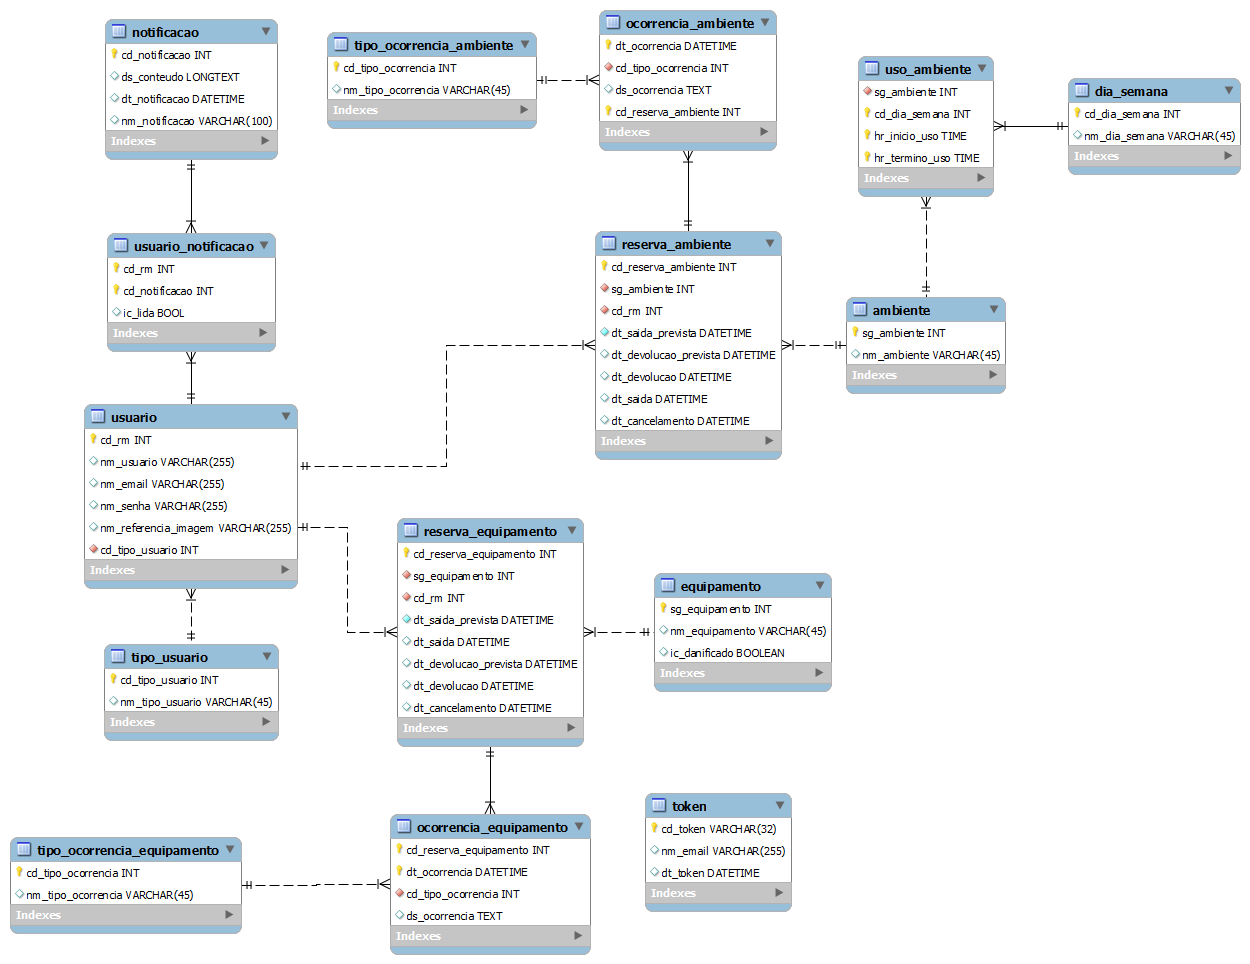 notificacao
cd_notificacao INT
ds_conteudo LONGTEXT
dt_notificacao DATETIME
nm_notificacao VARCHAR(100)
Indexes
tipo_ocorrencia_ambiente
cd_tipo_ocorrencia INT
nm_tipo_ocorrencia VARCHAR(45)
Indexes
ocorrencia_ambiente
dt_ocorrencia DATETIME
cd_tipo_ocorrencia INT
ds_ocorrencia TEXT
cd_reserva_ambiente INT
Indexes
uso_ambiente
sg_ambiente INT
cd_dia_semana INT
hr_inicio_uso TIME
hr_termino_uso TIME
Indexes
dia_semana
cd_dia_semana INT
nm_dia_semana VARCHAR(45)
Indexes
usuario_notificacao
cd_rm INT
cd_notificacao INT
ic_lida BOOL
Indexes
reserva_ambiente
cd_reserva_ambiente INT
sg_ambiente INT
cd_rm INT
dt_saida_prevista DATETIME
dt_devolucao_prevista DATETIME
dt_devolucao DATETIME
dt_saida DATETIME
dt_cancelamento DATETIME
Indexes
ambiente
sg_ambiente INT
nm_ambiente VARCHAR(45)
Indexes
usuario
cd_rm INT
nm_usuario VARCHAR(255)
nm_email VARCHAR(255)
nm_senha VARCHAR(255)
nm_referencia_imagem VARCHAR(255)
cd_tipo_usuario INT
Indexes
reserva_equipamento
cd_reserva_equipamento INT
sg_equipamento INT
cd_rm INT
dt_saida_prevista DATETIME
dt_saida DATETIME
dt_devolucao_prevista DATETIME
dt_devolucao DATETIME
dt_cancelamento DATETIME
Indexes
equipamento
sg_equipamento INT
nm_equipamento VARCHAR(45)
ic_danificado BOOLEAN
Indexes
tipo_usuario
cd_tipo_usuario INT
nm_tipo_usuario VARCHAR(45)
Indexes
token
cd_token VARCHAR(32)
nm_email VARCHAR(255)
dt_token DATETIME
Indexes
ocorrencia_equipamento
cd_reserva_equipamento INT
dt_ocorrencia DATETIME
cd_tipo_ocorrencia INT
ds_ocorrencia TEXT
Indexes
tipo_ocorrencia_equipamento
cd_tipo_ocorrencia INT
nm_tipo_ocorrencia VARCHAR(45)
Indexes